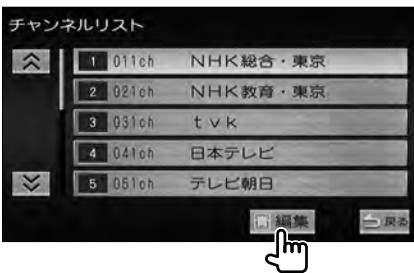 チャンネルリスト
1 011ch NHK総合・東京
2 021ch NHK教育・東京
3 031ch tvk
4 041ch 日本テレビ
5 051ch テレビ朝日
編集 戻る